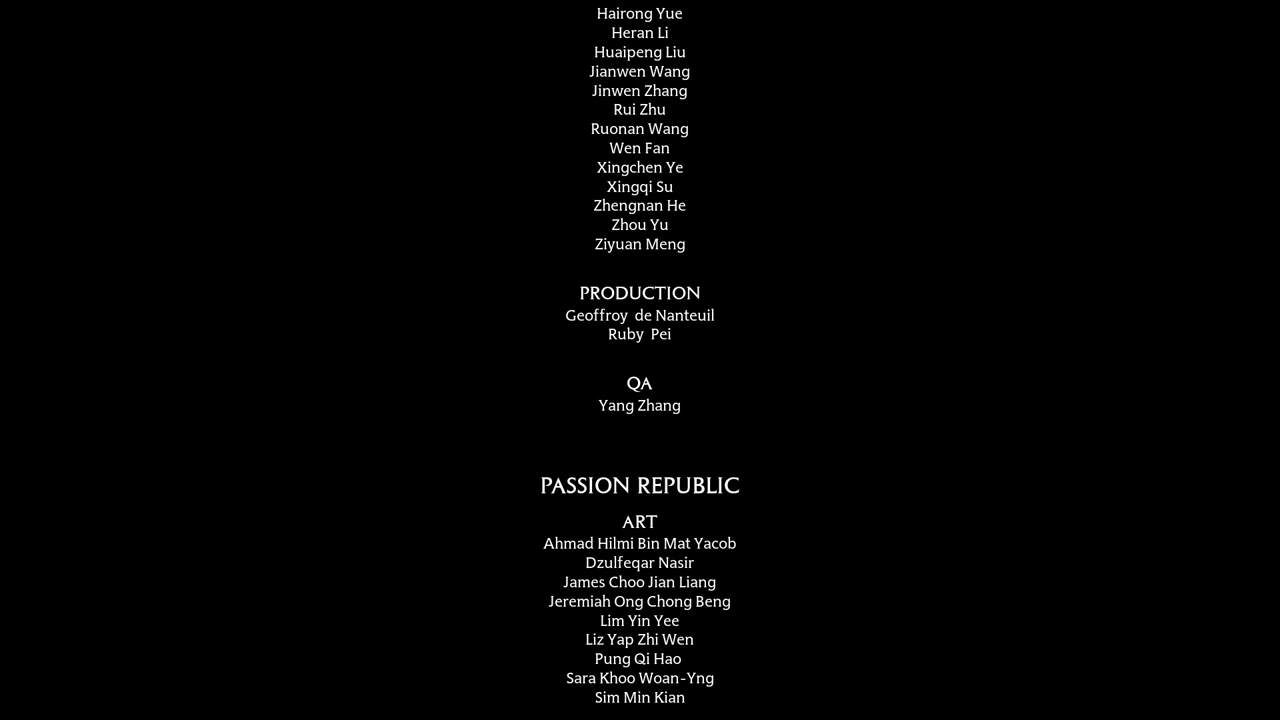 Hairong Yue
Heran Li
Huaipeng Liu
Jianwen Wang
Jinwen Zhang
Rui Zhu
Ruonan Wang
Wen Fan
Xingchen Ye
Xingqi Su
Zhengnan He
Zhou Yu
Ziyuan Meng
PRODUCTION
Geoffroy  de Nanteuil
Ruby  Pei
QA
Yang Zhang
PASSION REPUBLIC
ART
Ahmad Hilmi Bin Mat Yacob
Dzulfeqar Nasir
James Choo Jian Liang
Jeremiah Ong Chong Beng
Lim Yin Yee
Liz Yap Zhi Wen
Pung Qi Hao
Sara Khoo Woan-Yng
Sim Min Kian